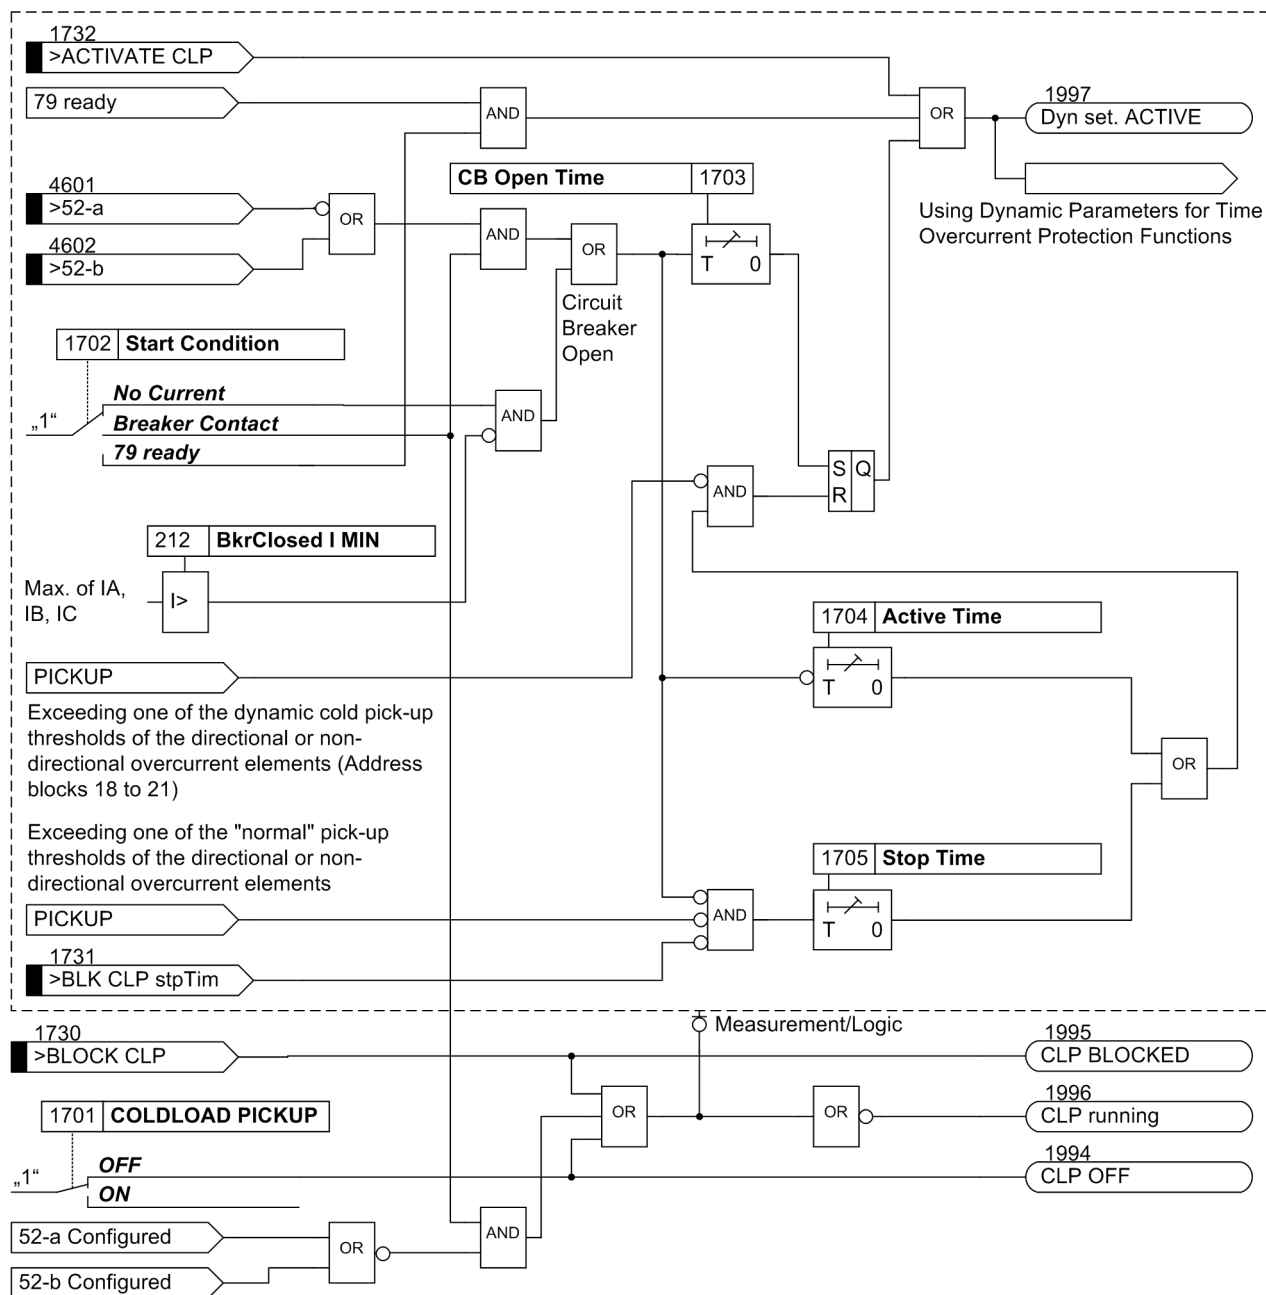 1732
>ACTIVATE CLP
79 ready
AND
OR
1997
Dyn set. ACTIVE
Using Dynamic Parameters for Time
Overcurrent Protection Functions
CB Open Time 1703
4601
>52-a
4602
>52-b
OR
AND
OR
T 0
Circuit
Breaker
Open
1702 Start Condition
„1“
No Current
Breaker Contact
79 ready
AND
S Q
R
AND
212 BkrClosed I MIN
Max. of IA,
IB, IC
I>
1704 Active Time
T 0
PICKUP
Exceeding one of the dynamic cold pick-up
thresholds of the directional or non-
directional overcurrent elements (Address
blocks 18 to 21)
OR
Exceeding one of the "normal" pick-up
thresholds of the directional or non-
directional overcurrent elements
1705 Stop Time
PICKUP
AND
T 0
1731
>BLK CLP stpTim
Measurement/Logic
1730
>BLOCK CLP
1995
CLP BLOCKED
1701 COLDLOAD PICKUP
OR
OR
1996
CLP running
„1“
OFF
ON
1994
CLP OFF
52-a Configured
52-b Configured
OR
AND